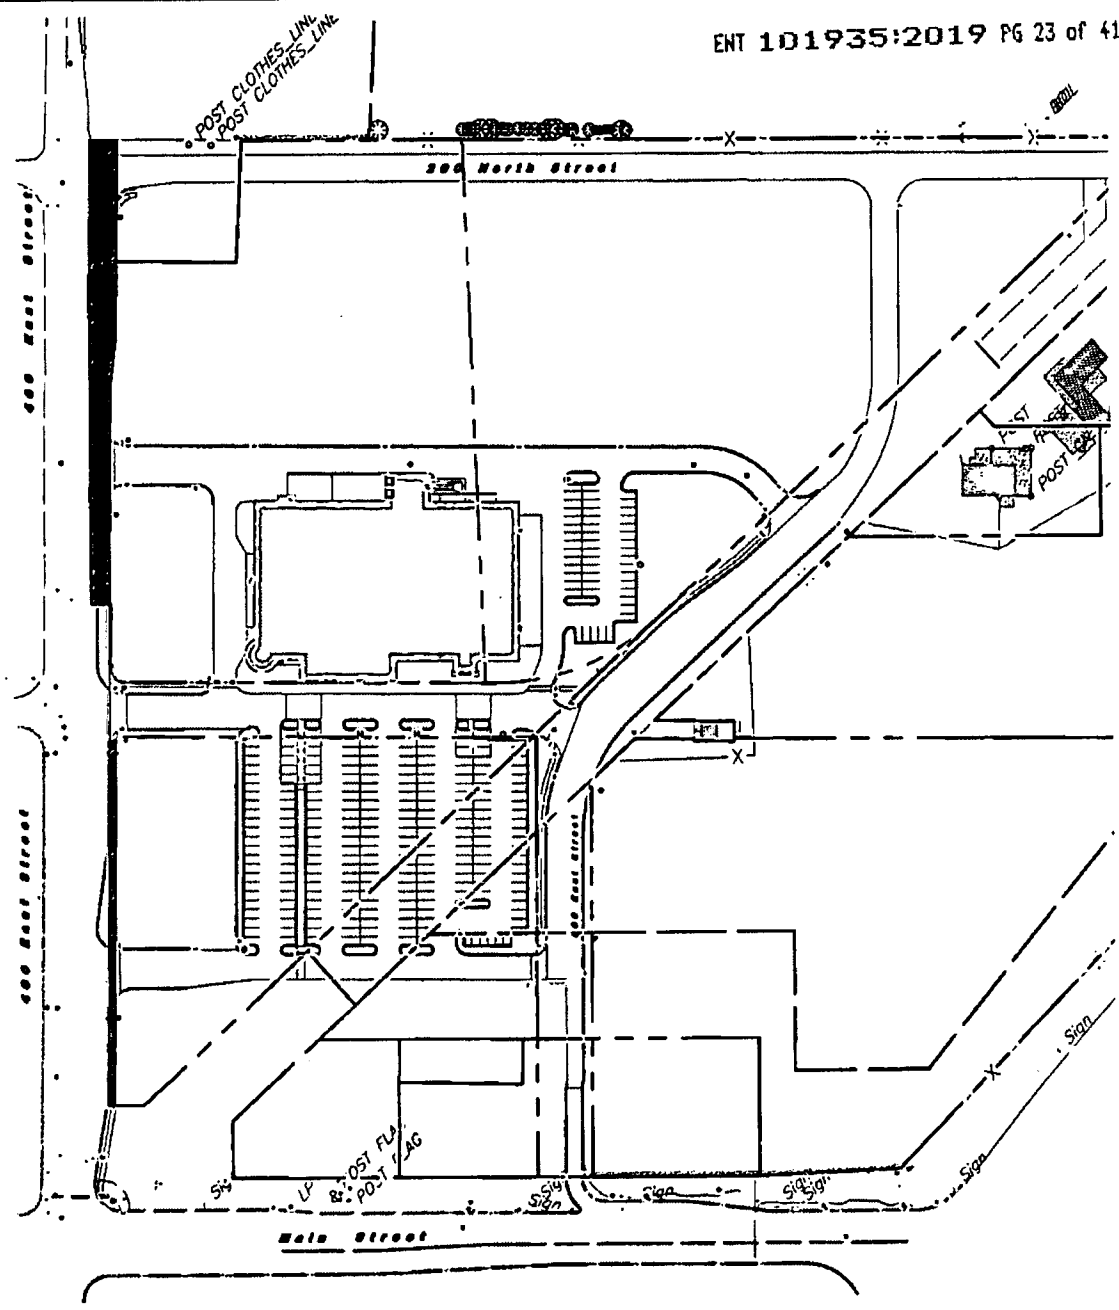 ENT 101935:2019 PG 23 of 41
POST CLOTHES_LINE
POST CLOTHES_LINE
200 North Street
400 East Street
POST
POST
400 East Street
East Street
Sign
POST FLAG
POST FLAG
LP
Sign
Sign
Sign
Sign
Sign
Sign
Main Street